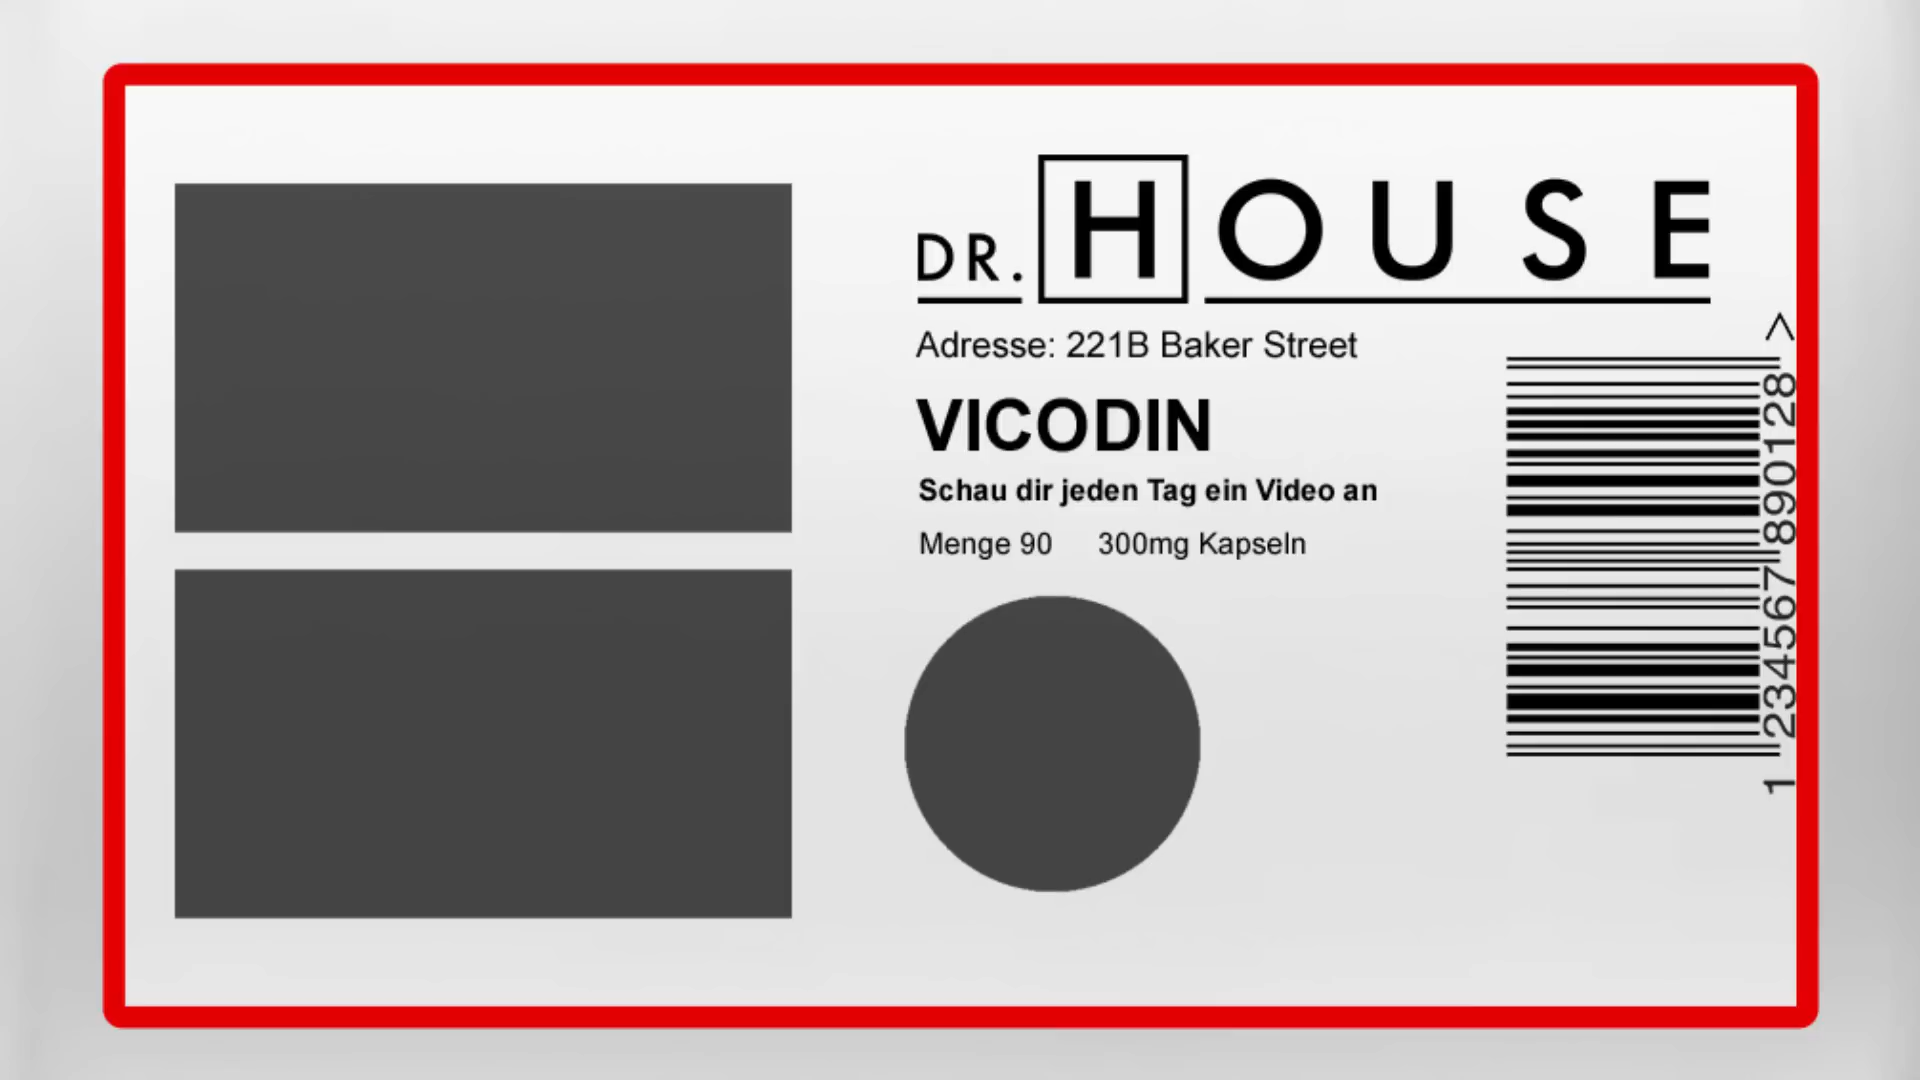 DR. HOUSE
Adresse: 221B Baker Street
VICODIN
Schau dir jeden Tag ein Video an
Menge 90 300mg Kapseln
1 234567 890128 >